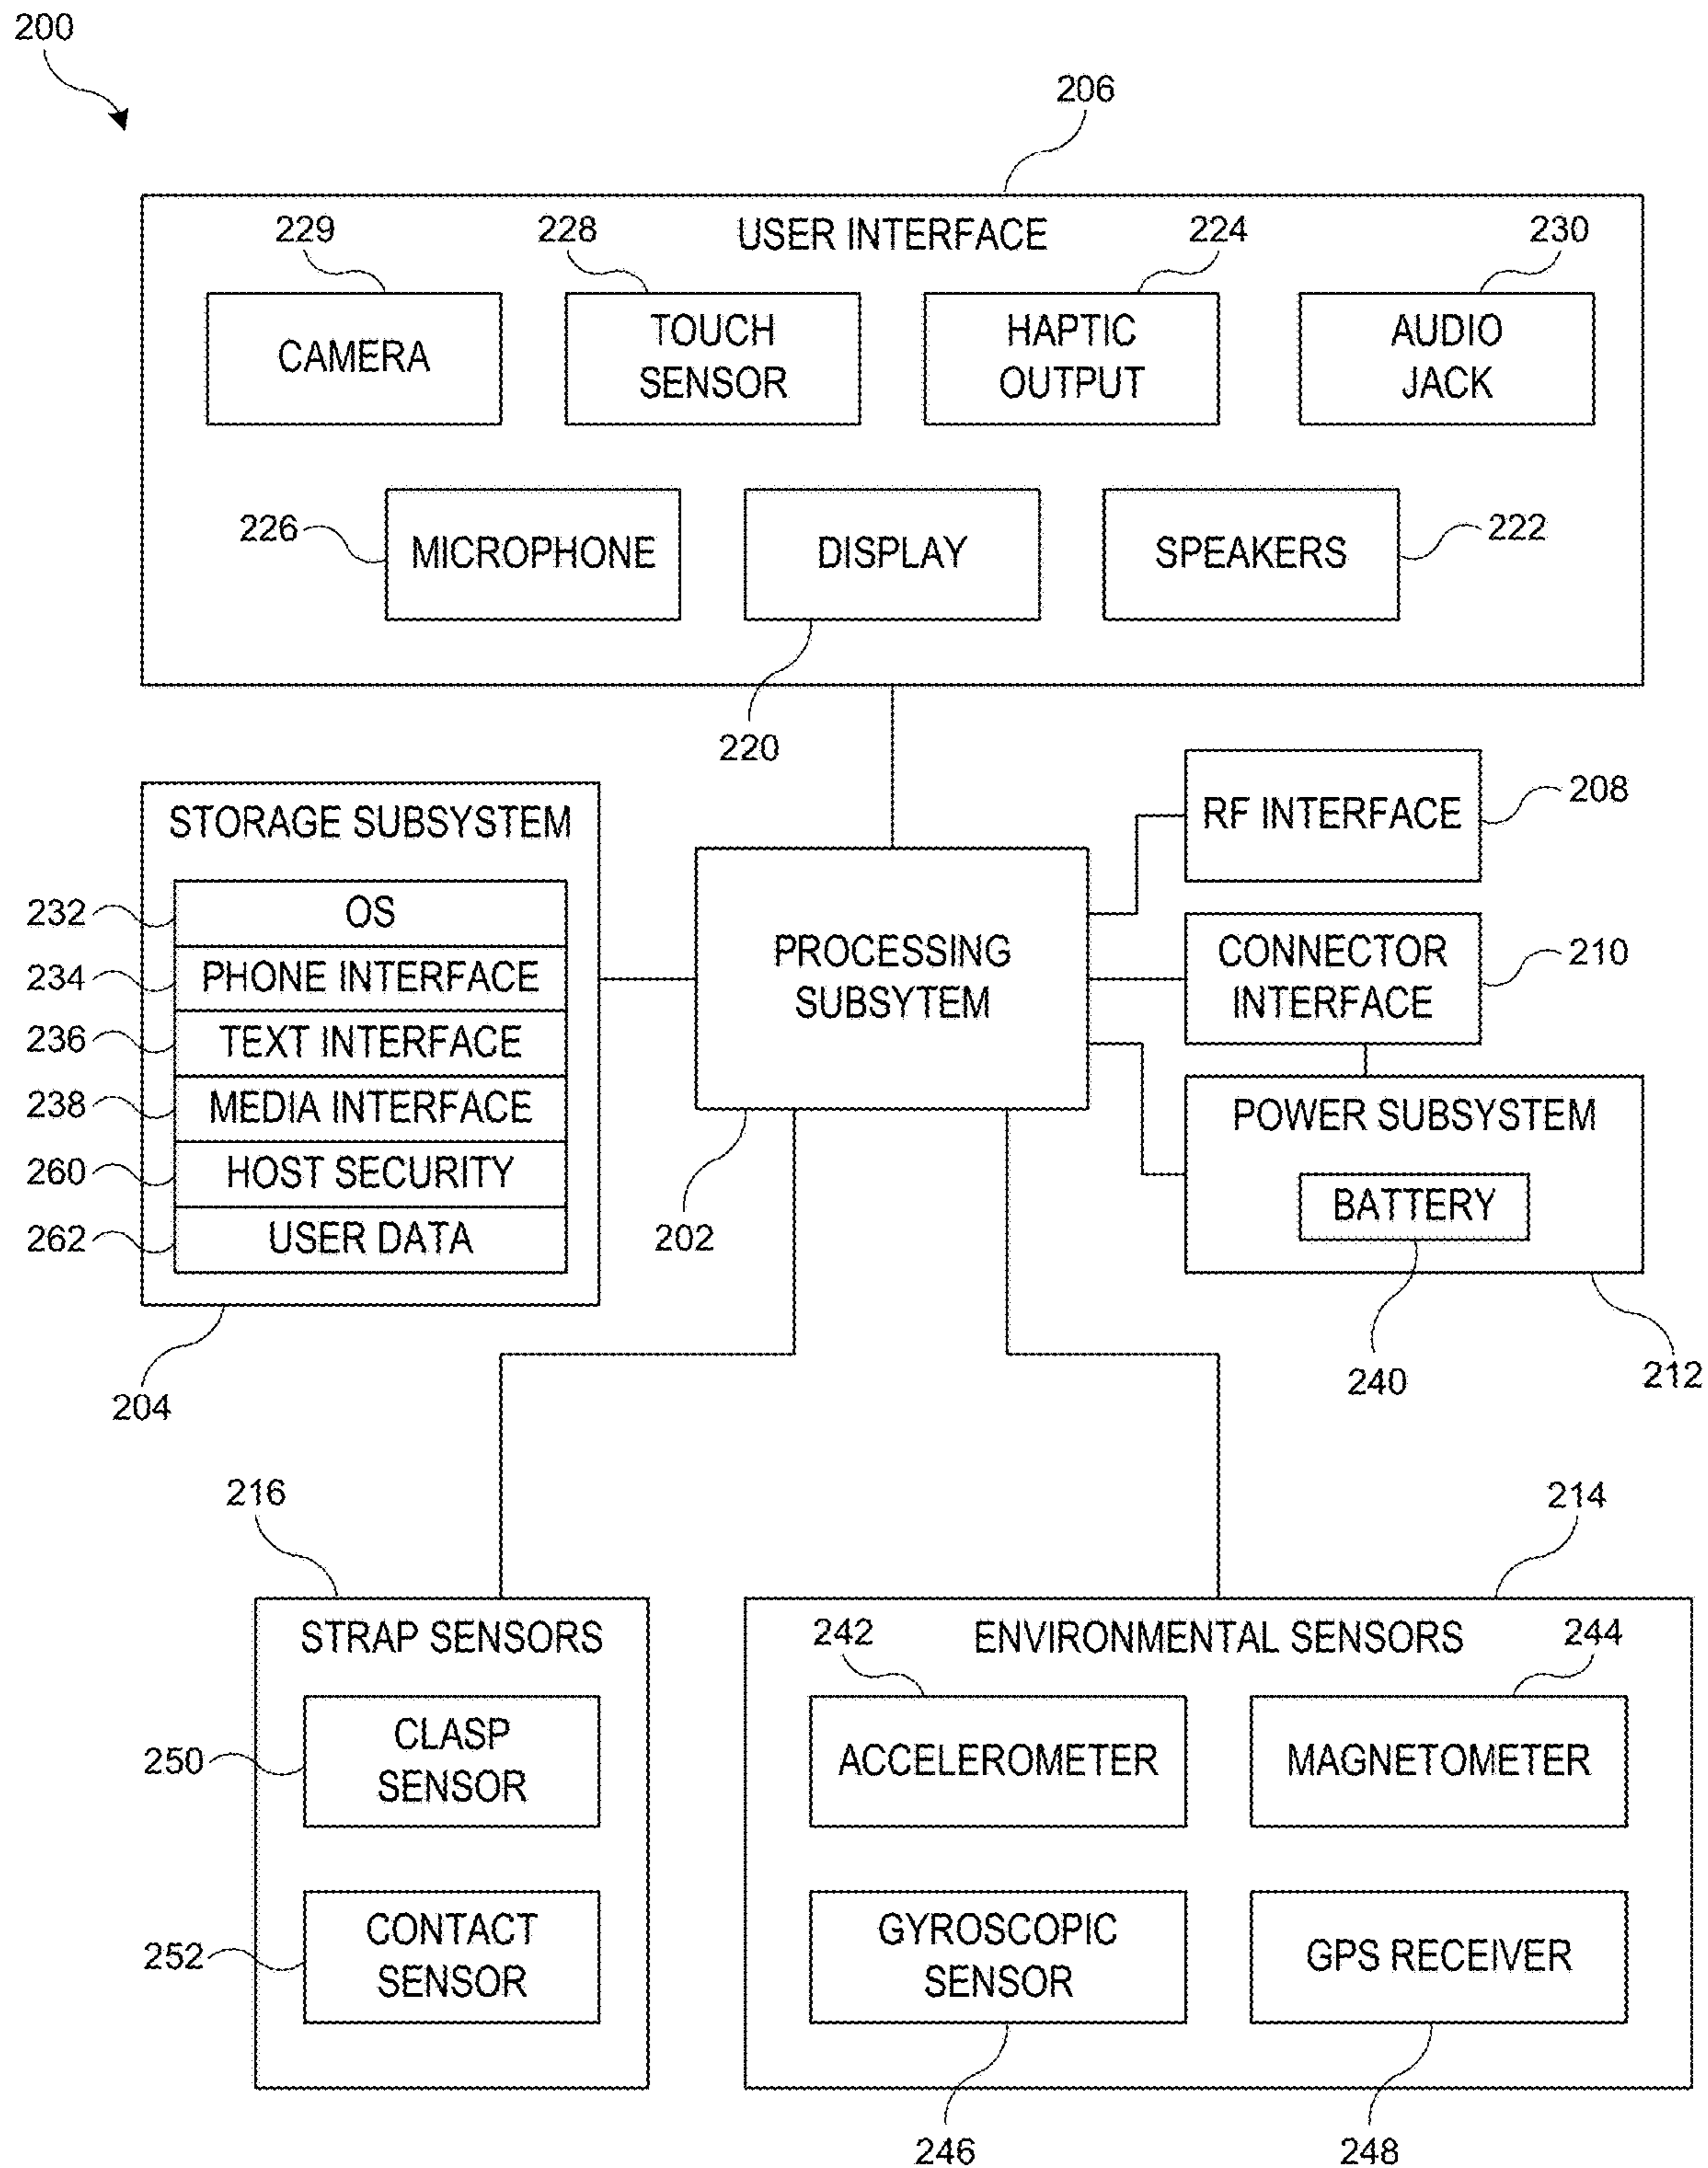 200
206
229
228
USER INTERFACE
224
230
CAMERA
TOUCH
SENSOR
HAPTIC
OUTPUT
AUDIO
JACK
226
MICROPHONE
DISPLAY
SPEAKERS
222
220
STORAGE SUBSYSTEM
232
OS
234
PHONE INTERFACE
236
TEXT INTERFACE
238
MEDIA INTERFACE
260
HOST SECURITY
262
USER DATA
204
PROCESSING
SUBSYTEM
202
RF INTERFACE
208
CONNECTOR
INTERFACE
210
POWER SUBSYSTEM
BATTERY
240
212
216
STRAP SENSORS
250
CLASP
SENSOR
252
CONTACT
SENSOR
214
242
ENVIRONMENTAL SENSORS
244
ACCELEROMETER
MAGNETOMETER
GYROSCOPIC
SENSOR
GPS RECEIVER
246
248